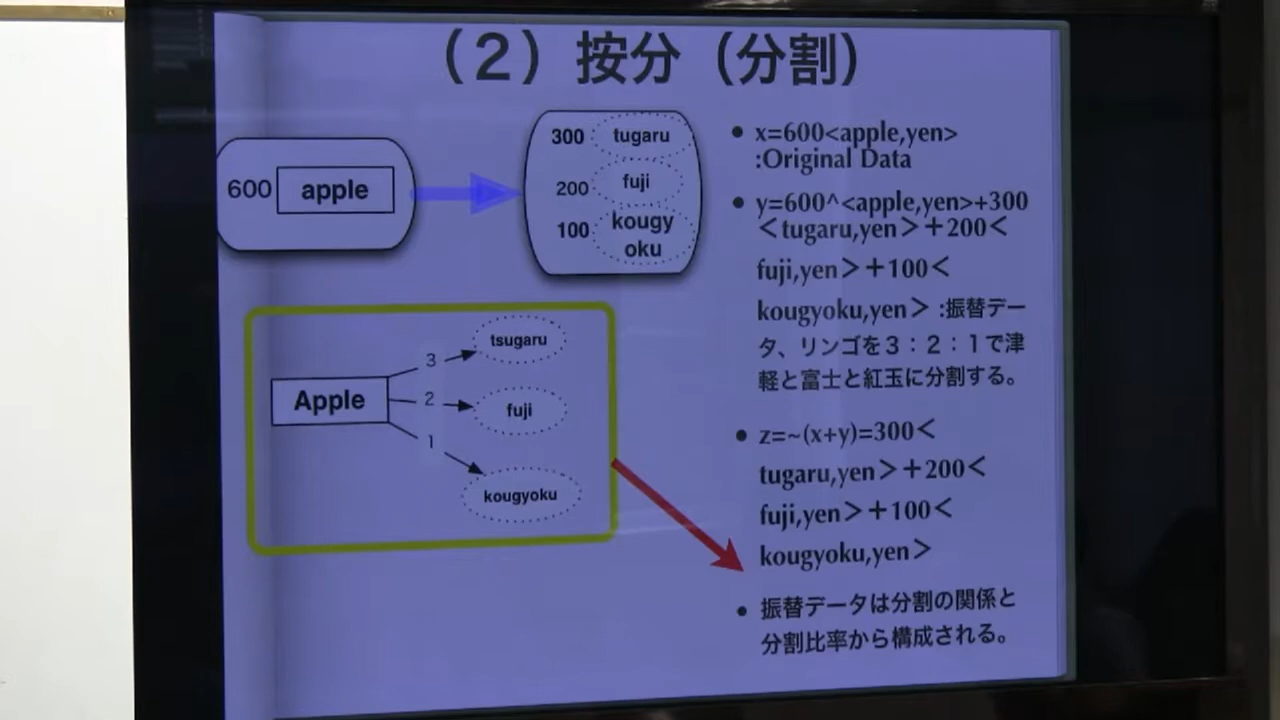 （２）按分（分割）
600 apple
300 tugaru
200 fuji
100 kougy
oku
Apple
3 tsugaru
2 fuji
1 kougyoku
• x=600<apple,yen>
:Original Data
• y=600^<apple,yen>+300
＜tugaru,yen＞＋200＜
fuji,yen＞＋100＜
kougyoku,yen＞ :振替デー
タ、リンゴを３：２：１で津
軽と富士と紅玉に分割する。
• z=~(x+y)=300＜
tugaru,yen＞＋200＜
fuji,yen＞＋100＜
kougyoku,yen＞
• 振替データは分割の関係と
分割比率から構成される。